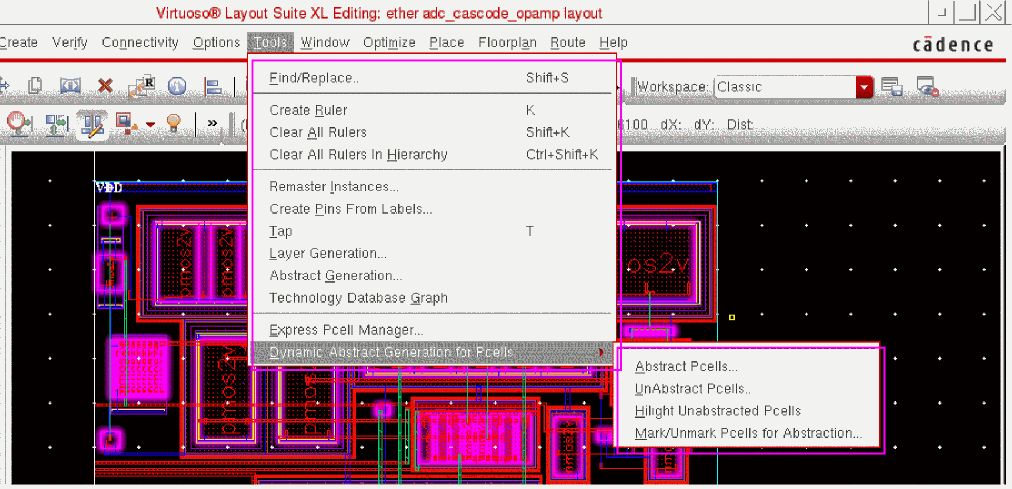 Virtuoso® Layout Suite XL Editing: ether adc_cascode_opamp layout
Create Verify Connectivity Options Tools Window Optimize Place Floorplan Route Help cādence
Find/Replace.. Shift+S
R
Workspace: Classic
Create Ruler K
Clear All Rulers Shift+K
» 6100 dX: dY: Dist:
Clear All Rulers In Hierarchy Ctrl+Shift+K
Remaster Instances...
VDD
Create Pins From Labels...
Tap T
Layer Generation...
pmos2v
mos2v
Abstract Generation...
Technology Database Graph
Express Pcell Manager...
Dynamic Abstract Generation for Pcells
Abstract Pcells...
UnAbstract Pcells..
Hilight Unabstracted Pcells
Mark/Unmark Pcells for Abstraction...
pmos2v